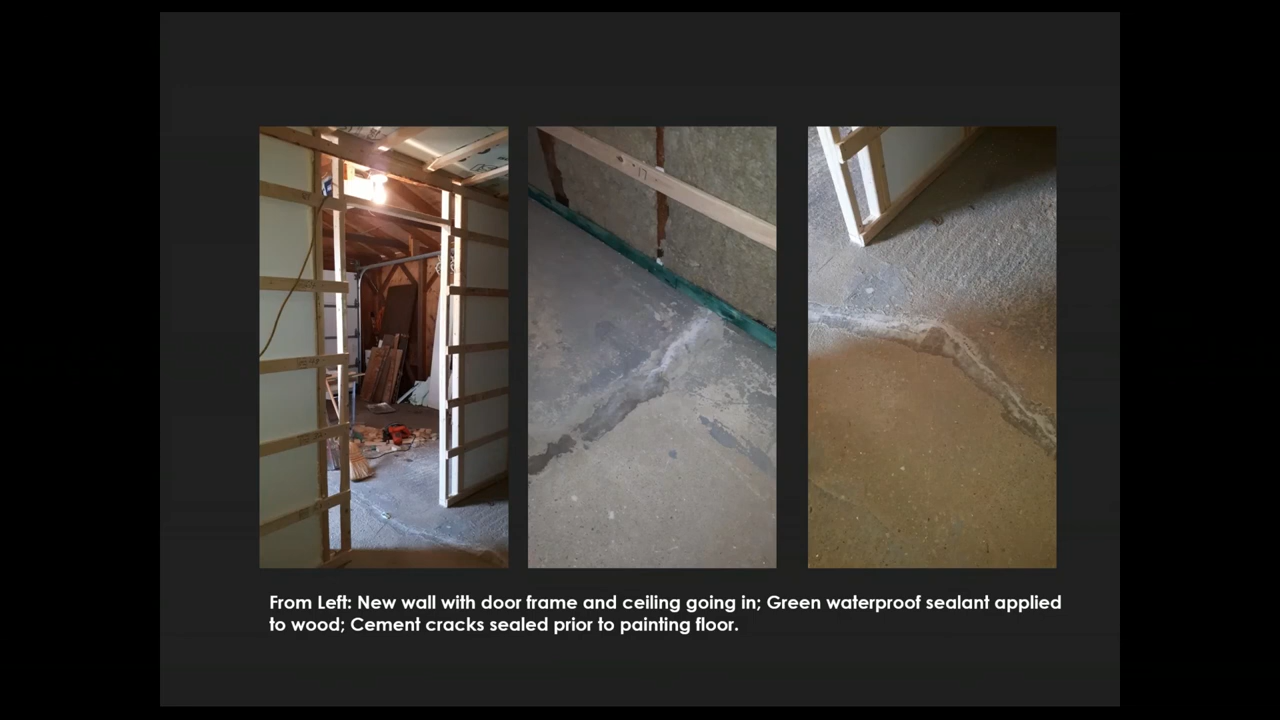 17
From Left: New wall with door frame and ceiling going in; Green waterproof sealant applied
to wood; Cement cracks sealed prior to painting floor.